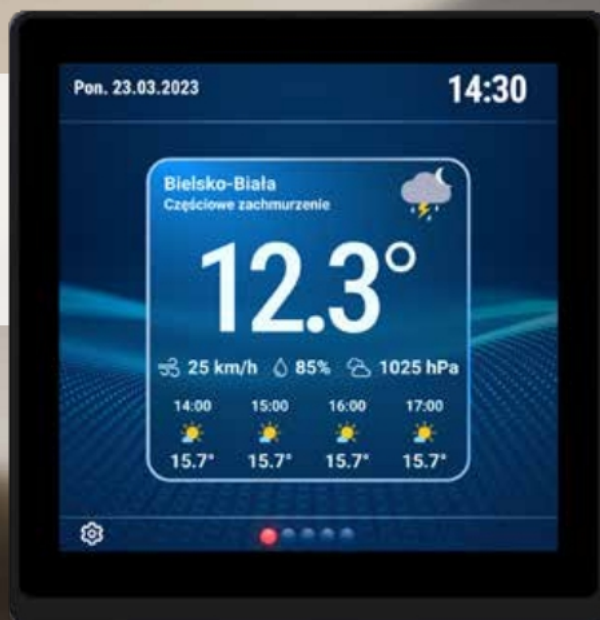 Pon. 23.03.2023
14:30
Bielsko-Biała
Częściowe zachmurzenie
12.3°
25 km/h 85% 1025 hPa
14:00 15:00 16:00 17:00
15.7° 15.7° 15.7° 15.7°